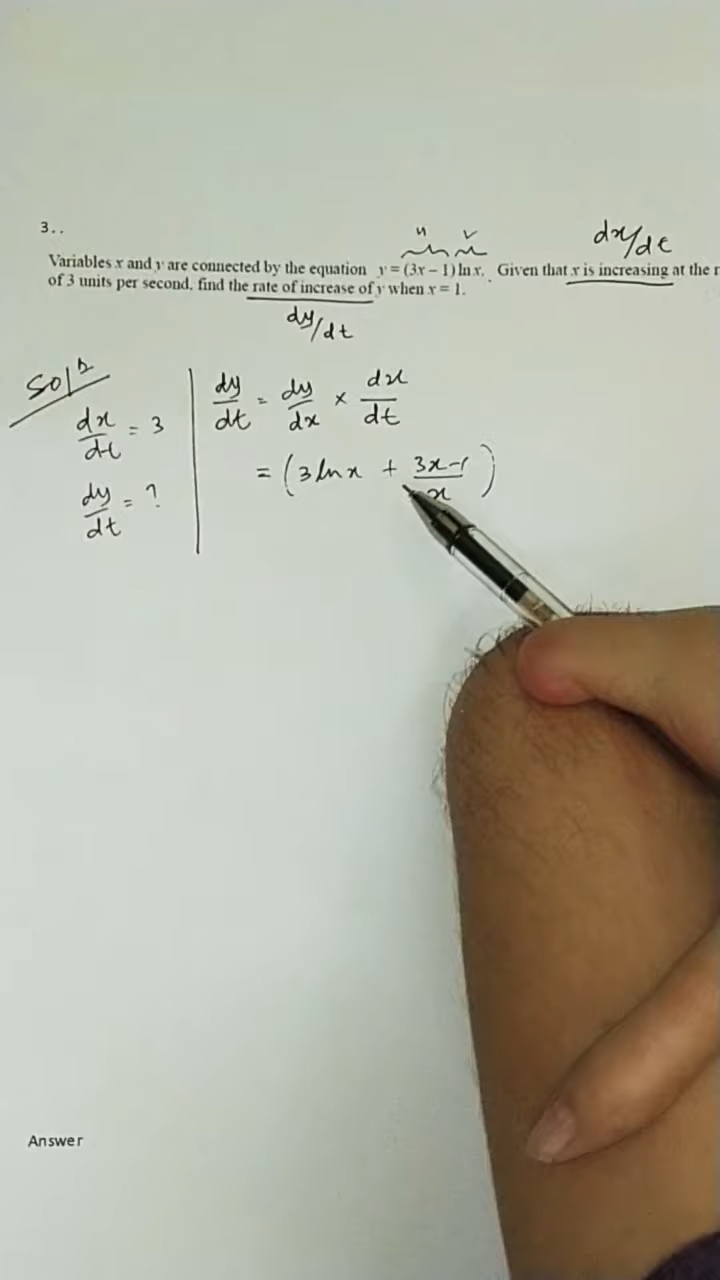 3..
u v dx/dt
Variables x and y are connected by the equation y = (3x – 1) ln x. Given that x is increasing at the
of 3 units per second, find the rate of increase of y when x = 1.
dy/dt
Sol
dx/dt = 3
dy/dt = ?
dy/dt = dy/dx × dx/dt
= (3 ln x + 3x-1/x)
Answer